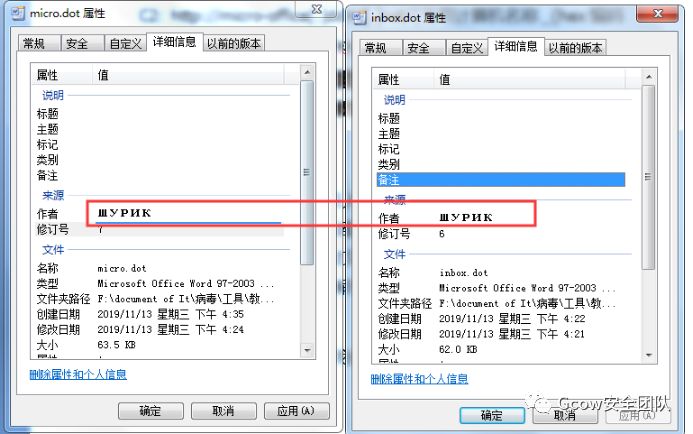 micro.dot 属性
常规 安全 自定义 详细信息 以前的版本
属性 值
说明
标题
主题
标记
类别
备注
来源
作者 ШУРИК
修订号 7
文件
名称 micro.dot
类型 Microsoft Office Word 97-2003 ...
文件夹路径 F:\document of It\病毒\工具\教...
创建日期 2019/11/13 星期三 下午 4:35
修改日期 2019/11/13 星期三 下午 4:24
大小 63.5 KB
删除属性和个人信息
确定 取消 应用(A)
inbox.dot 属性
常规 安全 自定义 详细信息 以前的版本
属性 值
说明
标题
主题
标记
类别
备注
来源
作者 ШУРИК
修订号 6
文件
名称 inbox.dot
类型 Microsoft Office Word 97-2003 ...
文件夹路径 F:\document of It\病毒\工具\教...
创建日期 2019/11/13 星期三 下午 4:22
修改日期 2019/11/13 星期三 下午 4:21
大小 62.0 KB
删除属性和个人信息
确定 取消 应用(A)
Gcow安全团队